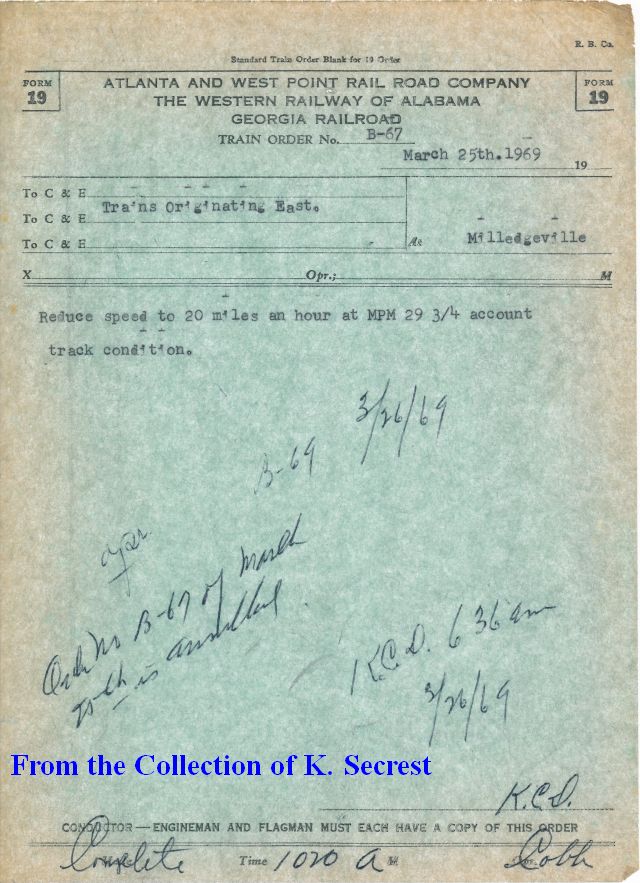 R. B. Co.
Standard Train Order Blank for 19 Order
FORM 19
ATLANTA AND WEST POINT RAIL ROAD COMPANY
THE WESTERN RAILWAY OF ALABAMA
GEORGIA RAILROAD
FORM 19
TRAIN ORDER No. B-67
March 25th. 1969 19
To C & E
To C & E Trains Originating East.
To C & E At Milledgeville
X Opr.; M
Reduce speed to 20 miles an hour at MPM 29 3/4 account
track condition.
3/26/69
B-69
Opr.
Order No B-67 of March
25th is annulled
K.C.D. 636 am
3/26/69
From the Collection of K. Secrest
K.C.D.
CONDUCTOR — ENGINEMAN AND FLAGMAN MUST EACH HAVE A COPY OF THIS ORDER
Complete Time 1020 A M Opr. Cobb